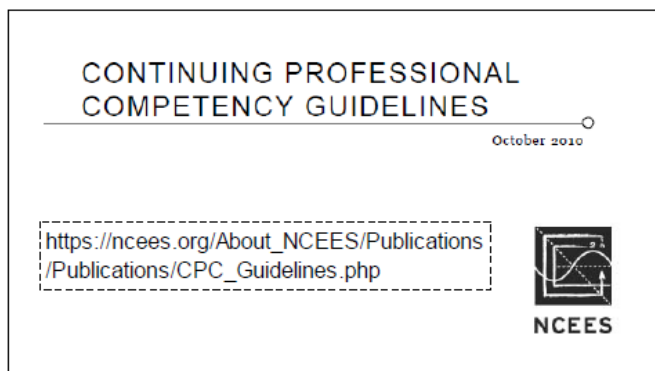 CONTINUING PROFESSIONAL
COMPETENCY GUIDELINES
October 2010
https://ncees.org/About_NCEES/Publications
/Publications/CPC_Guidelines.php
NCEES